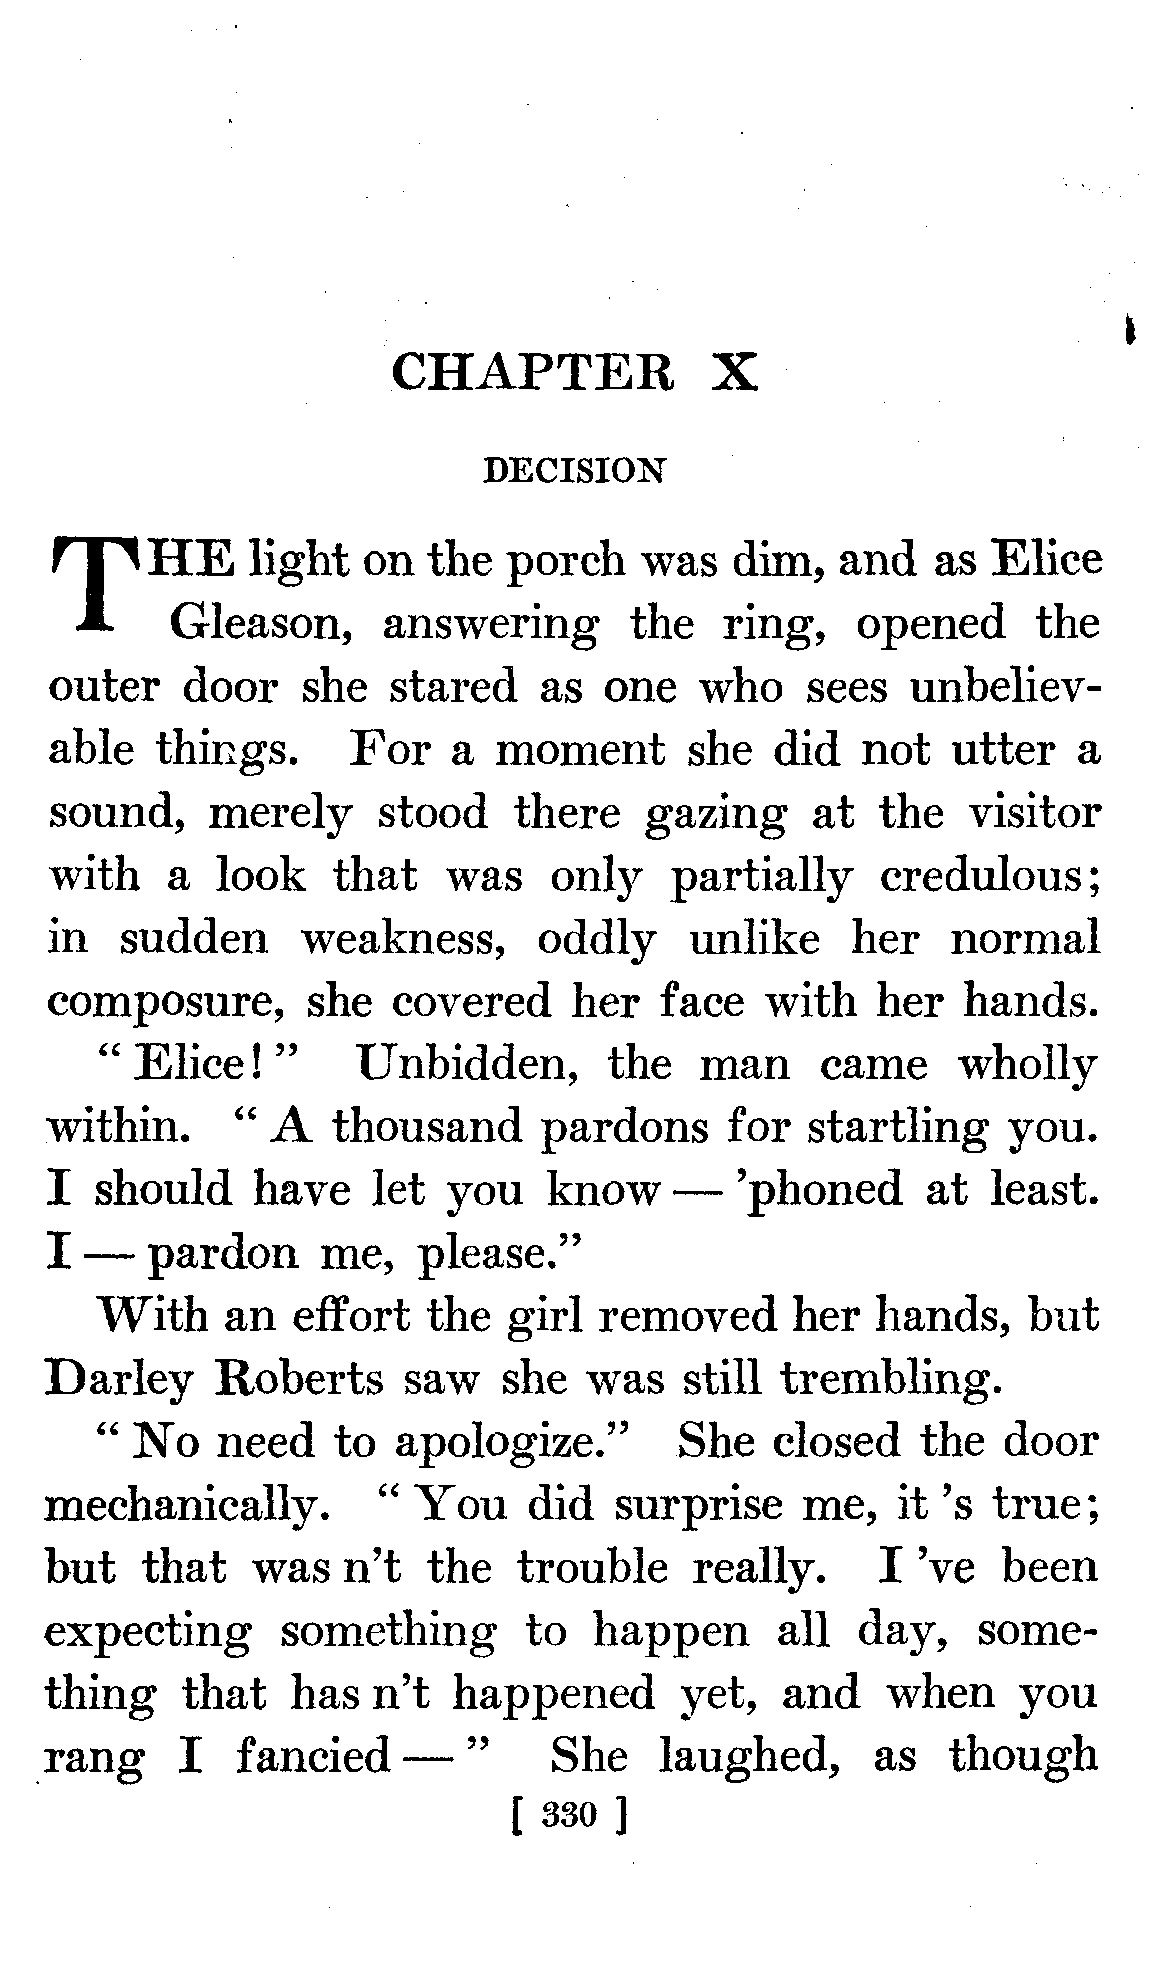 CHAPTER X
DECISION
THE light on the porch was dim, and as Elice
Gleason, answering the ring, opened the
outer door she stared as one who sees unbeliev-
able things. For a moment she did not utter a
sound, merely stood there gazing at the visitor
with a look that was only partially credulous;
in sudden weakness, oddly unlike her normal
composure, she covered her face with her hands.
“ Elice! ” Unbidden, the man came wholly
within. “ A thousand pardons for startling you.
I should have let you know — ’phoned at least.
I — pardon me, please.”
With an effort the girl removed her hands, but
Darley Roberts saw she was still trembling.
“ No need to apologize.” She closed the door
mechanically. “ You did surprise me, it ’s true;
but that was n’t the trouble really. I ’ve been
expecting something to happen all day, some-
thing that has n’t happened yet, and when you
rang I fancied — ” She laughed, as though
[ 330 ]